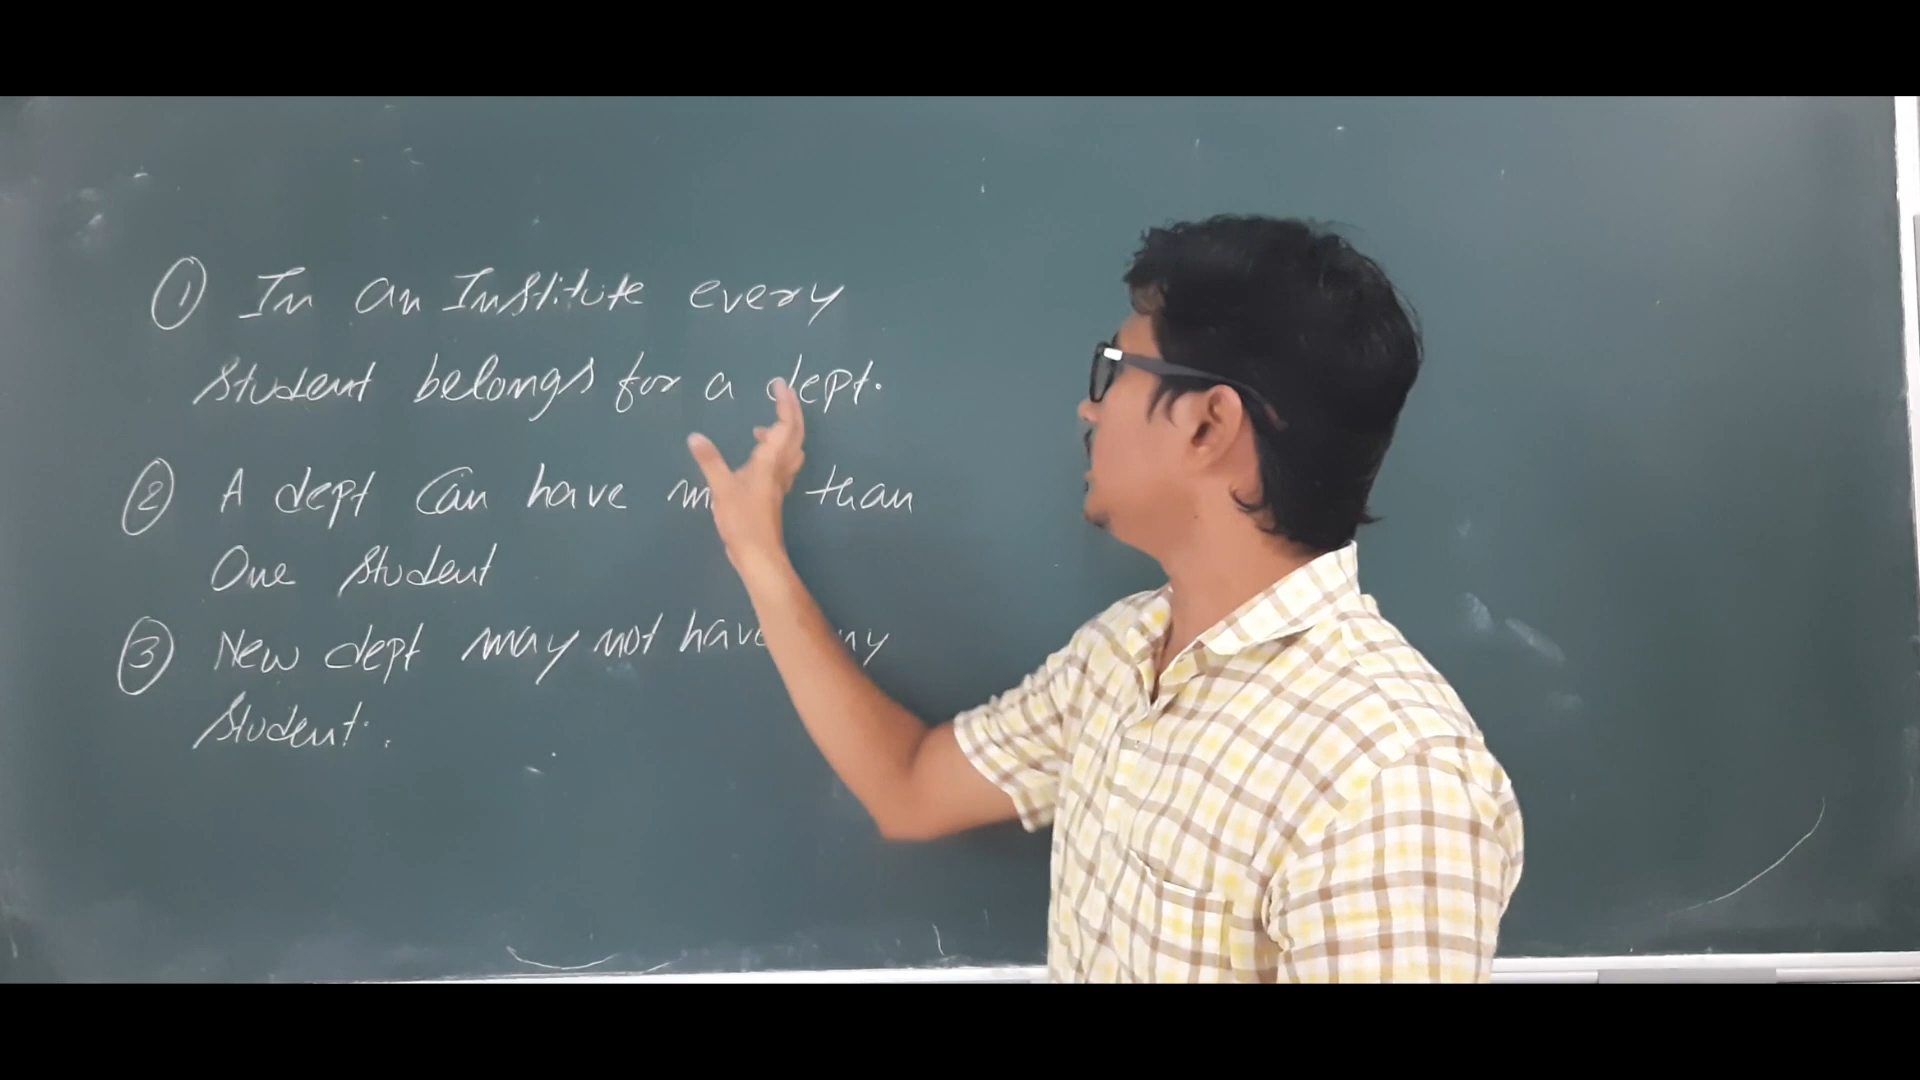 ① In an Institute every
student belongs for a dept.
② A dept can have than
One student
③ New dept may not have
student.